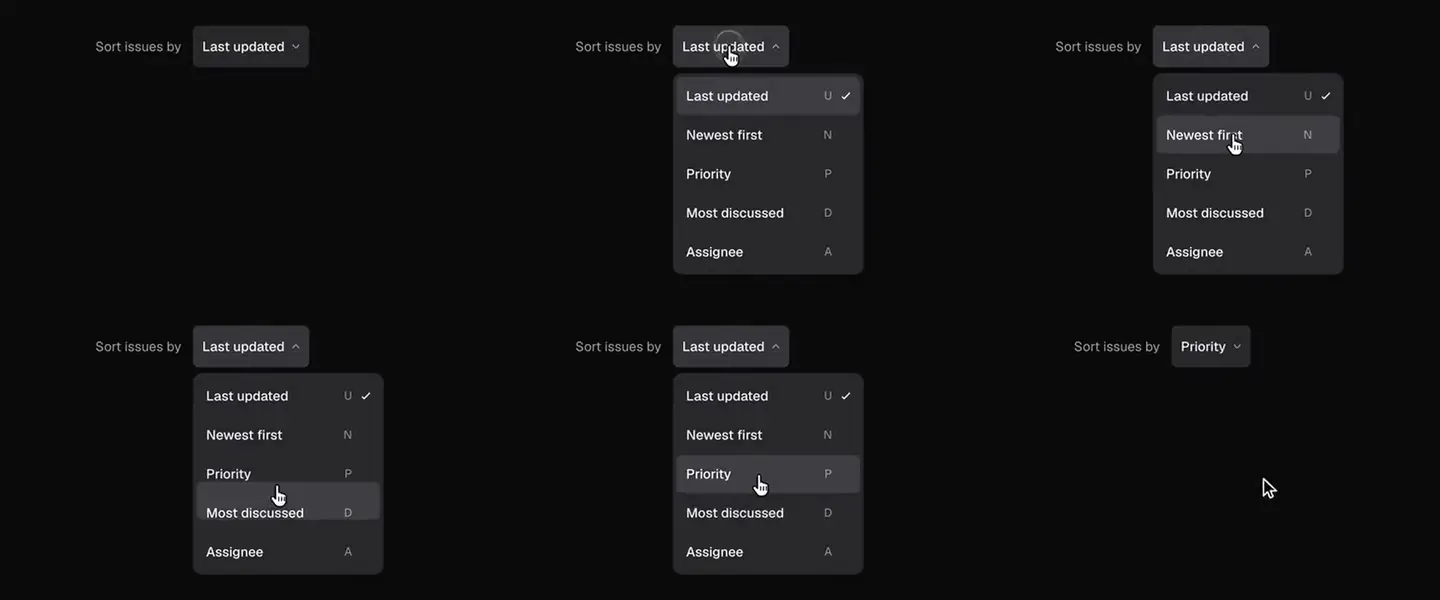 Sort issues by Last updated
Sort issues by Last updated
Last updated U
Newest first N
Priority P
Most discussed D
Assignee A
Sort issues by Last updated
Last updated U
Newest first N
Priority P
Most discussed D
Assignee A
Sort issues by Last updated
Last updated U
Newest first N
Priority P
Most discussed D
Assignee A
Sort issues by Last updated
Last updated U
Newest first N
Priority P
Most discussed D
Assignee A
Sort issues by Priority